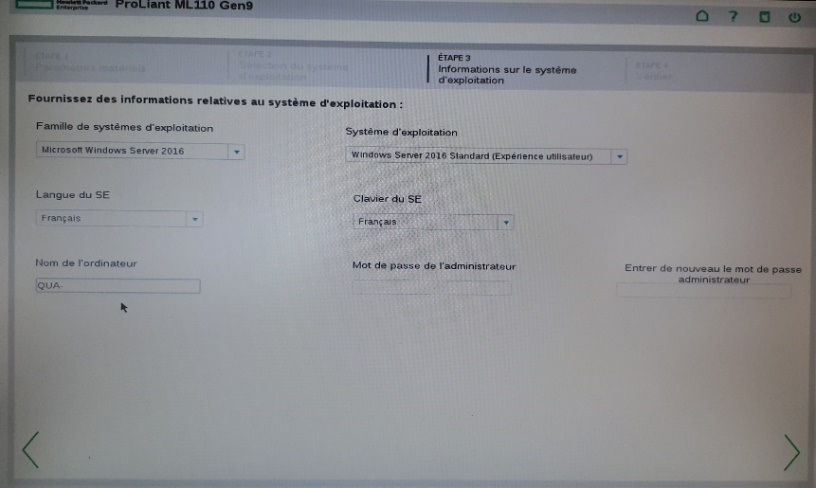 Hewlett Packard
Enterprise
ProLiant ML110 Gen9
?
ÉTAPE 1
Paramètres matériels
ÉTAPE 2
Sélection du système
d'exploitation
ÉTAPE 3
Informations sur le système
d'exploitation
ÉTAPE 4
Vérifier
Fournissez des informations relatives au système d'exploitation :
Famille de systèmes d'exploitation
Système d'exploitation
Microsoft Windows Server 2016
Windows Server 2016 Standard (Expérience utilisateur)
Langue du SE
Clavier du SE
Français
Français
Nom de l'ordinateur
Mot de passe de l'administrateur
Entrer de nouveau le mot de passe
administrateur
QUA-